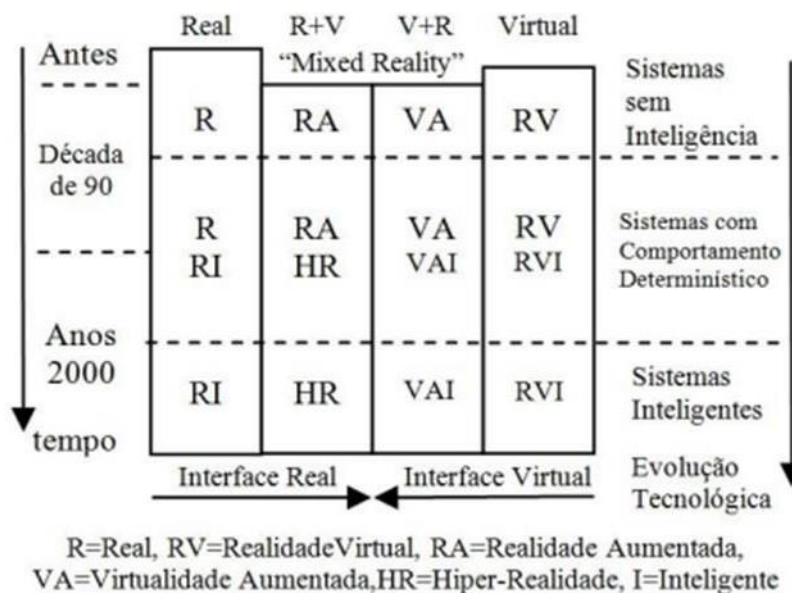 Real R+V V+R Virtual
Antes "Mixed Reality" Sistemas
sem
Inteligência
R RA VA RV
Década
de 90
R RA VA RV
RI HR VAI RVI
Sistemas com
Comportamento
Determinístico
Anos
2000
RI HR VAI RVI
Sistemas
Inteligentes
tempo
Interface Real Interface Virtual
Evolução
Tecnológica
R=Real, RV=RealidadeVirtual, RA=Realidade Aumentada,
VA=Virtualidade Aumentada,HR=Hiper-Realidade, I=Inteligente